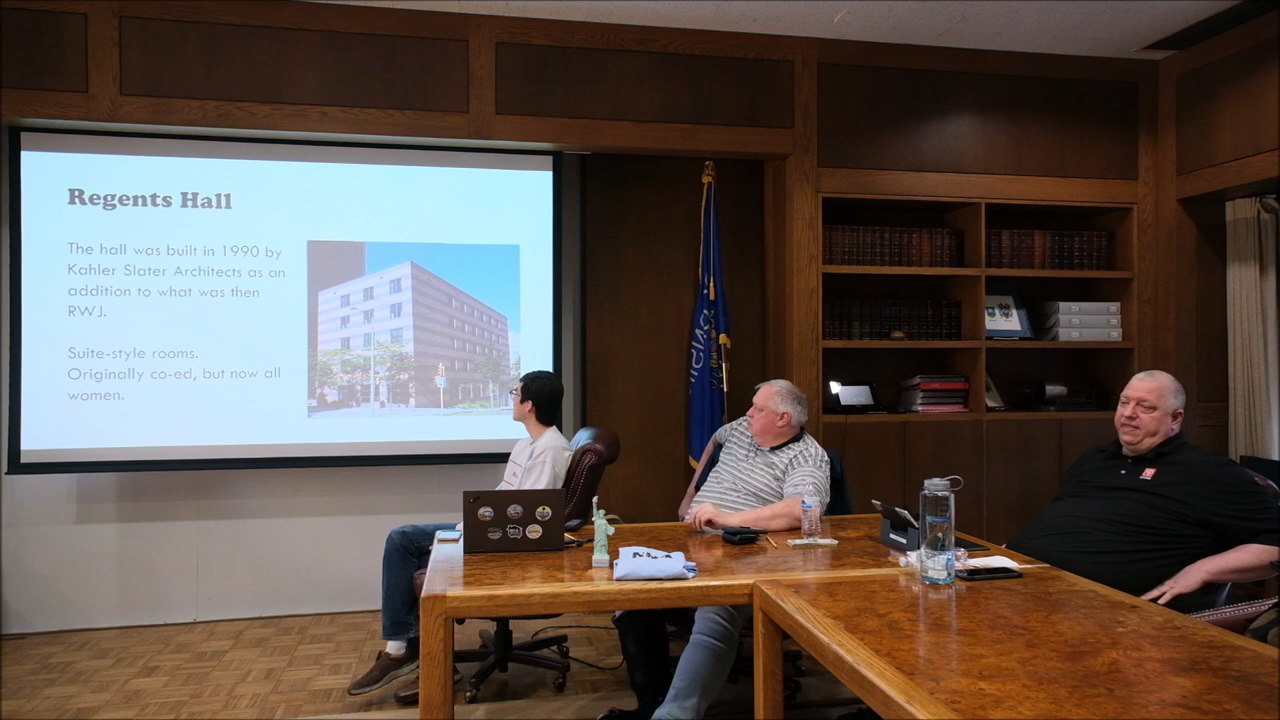 Regents Hall
The hall was built in 1990 by
Kahler Slater Architects as an
addition to what was then
RWJ.
Suite-style rooms.
Originally co-ed, but now all
women.